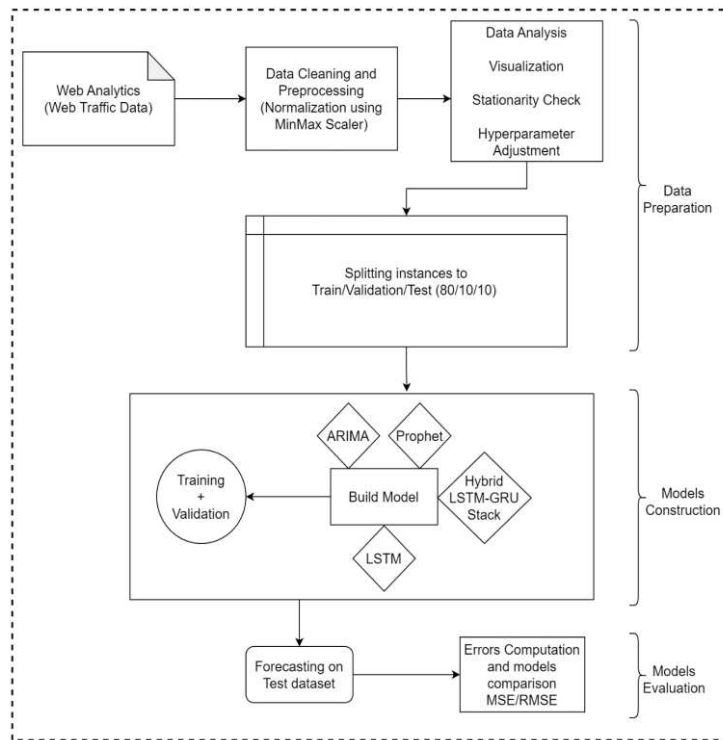 Web Analytics
(Web Traffic Data)
Data Cleaning and
Preprocessing
(Normalization using
MinMax Scaler)
Data Analysis
Visualization
Stationarity Check
Hyperparameter
Adjustment
Data
Preparation
Splitting instances to
Train/Validation/Test (80/10/10)
ARIMA
Prophet
Training
+
Validation
Build Model
Hybrid
LSTM-GRU
Stack
LSTM
Models
Construction
Forecasting on
Test dataset
Errors Computation
and models
comparison
MSE/RMSE
Models
Evaluation